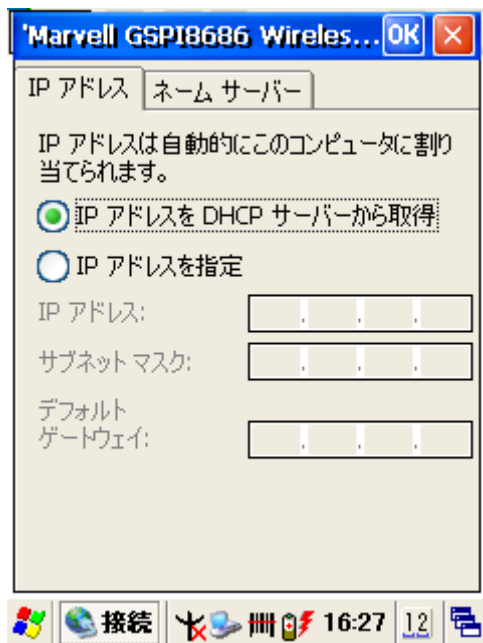 'Marvell GSPI8686 Wireles... OK
IP アドレス ネーム サーバー
IP アドレスは自動的にこのコンピュータに割り
当てられます。
IP アドレスを DHCP サーバーから取得
IP アドレスを指定
IP アドレス:
サブネット マスク:
デフォルト
ゲートウェイ:
接続 16:27 12